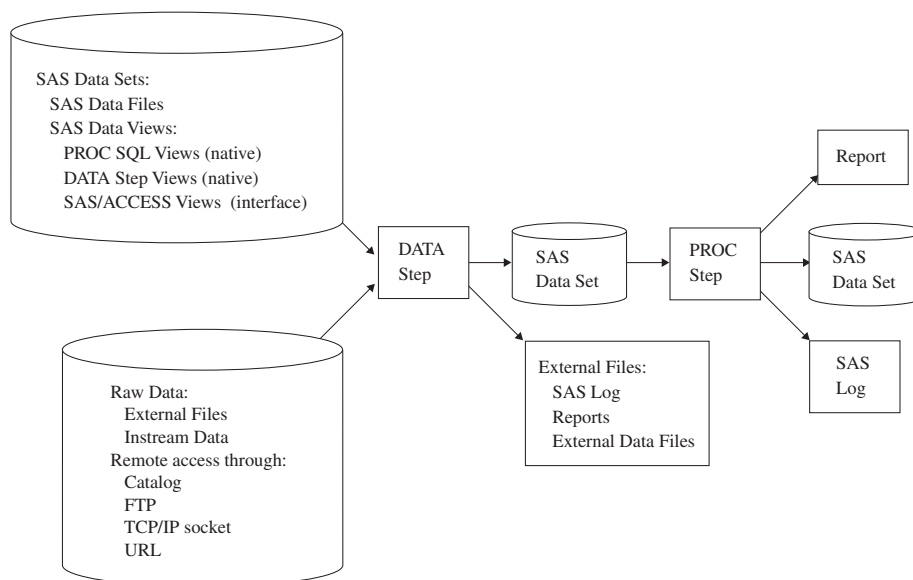 SAS Data Sets:
SAS Data Files
SAS Data Views:
PROC SQL Views (native)
DATA Step Views (native)
SAS/ACCESS Views (interface)
Raw Data:
External Files
Instream Data
Remote access through:
Catalog
FTP
TCP/IP socket
URL
DATA
Step
SAS
Data Set
External Files:
SAS Log
Reports
External Data Files
PROC
Step
Report
SAS
Data Set
SAS
Log